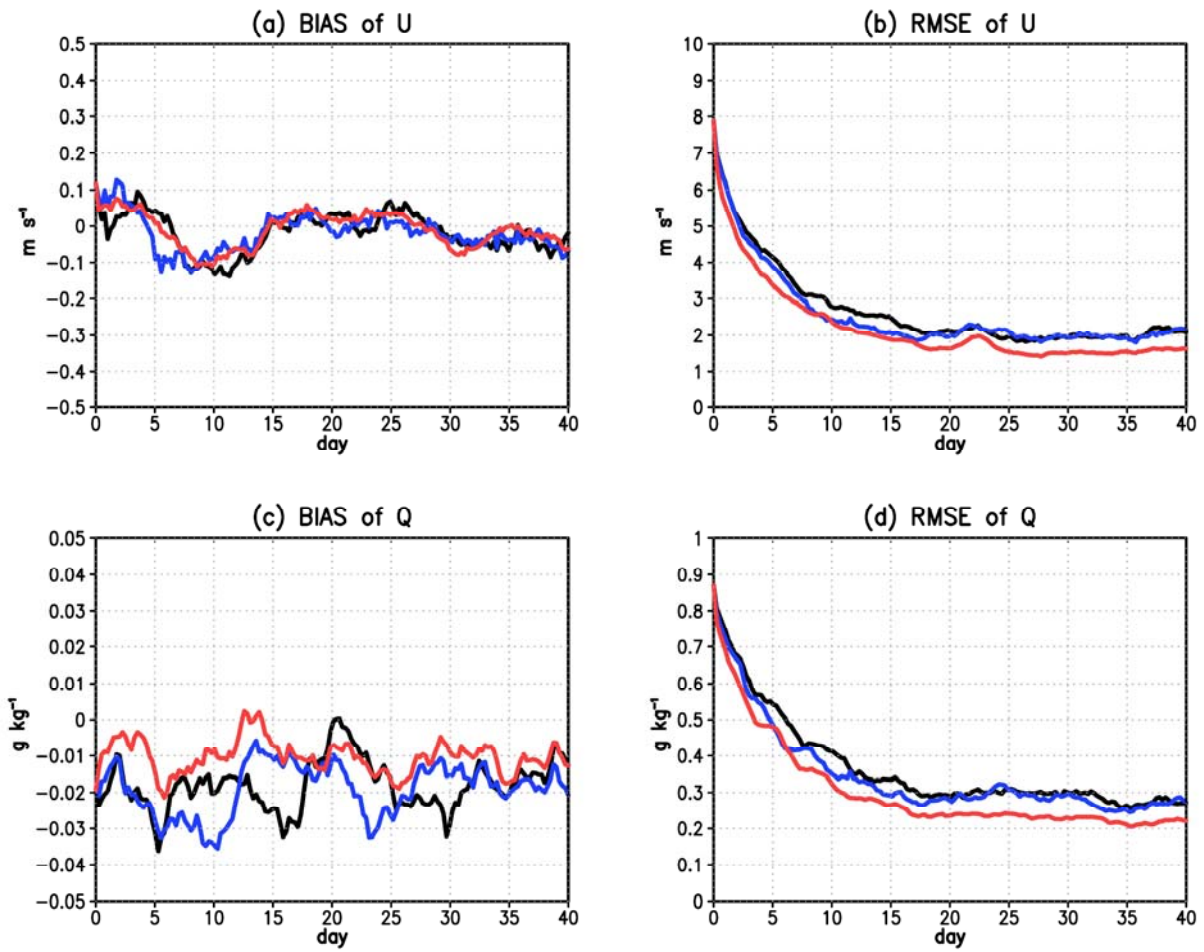 (a) BIAS of U
0.5
0.4
0.3
0.2
0.1
0
−0.1
−0.2
−0.3
−0.4
−0.5
m s⁻¹
0 5 10 15 20 25 30 35 40
day
(b) RMSE of U
10
9
8
7
6
5
4
3
2
1
0
m s⁻¹
0 5 10 15 20 25 30 35 40
day
(c) BIAS of Q
0.05
0.04
0.03
0.02
0.01
0
−0.01
−0.02
−0.03
−0.04
−0.05
g kg⁻¹
0 5 10 15 20 25 30 35 40
day
(d) RMSE of Q
1
0.9
0.8
0.7
0.6
0.5
0.4
0.3
0.2
0.1
0
g kg⁻¹
0 5 10 15 20 25 30 35 40
day